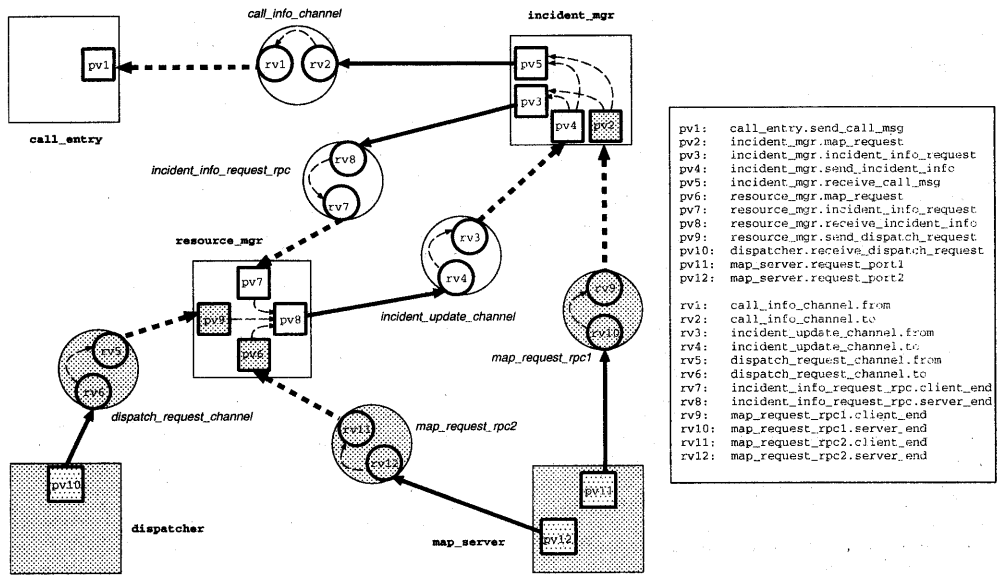 call_info_channel
incident_mgr
pv1
rv1
rv2
pv5
pv3
pv4
pv2
call_entry
rv8
incident_info_request_rpc
rv7
resource_mgr
rv3
rv4
pv7
pv9
pv8
pv6
incident_update_channel
rv9
rv10
map_request_rpc1
rv5
rv6
dispatch_request_channel
rv11
rv12
map_request_rpc2
pv10
dispatcher
pv11
pv12
map_server
pv1: call_entry.send_call_msg
pv2: incident_mgr.map_request
pv3: incident_mgr.incident_info_request
pv4: incident_mgr.send_incident_info
pv5: incident_mgr.receive_call_msg
pv6: resource_mgr.map_request
pv7: resource_mgr.incident_info_request
pv8: resource_mgr.receive_incident_info
pv9: resource_mgr.send_dispatch_request
pv10: dispatcher.receive_dispatch_request
pv11: map_server.request_port1
pv12: map_server.request_port2
rv1: call_info_channel.from
rv2: call_info_channel.to
rv3: incident_update_channel.from
rv4: incident_update_channel.to
rv5: dispatch_request_channel.from
rv6: dispatch_request_channel.to
rv7: incident_info_request_rpc.client_end
rv8: incident_info_request_rpc.server_end
rv9: map_request_rpc1.client_end
rv10: map_request_rpc1.server_end
rv11: map_request_rpc2.client_end
rv12: map_request_rpc2.server_end